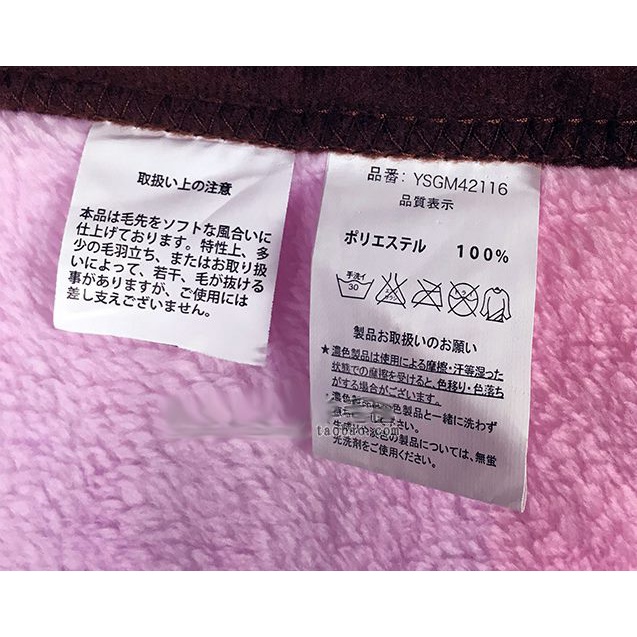 取扱い上の注意
本品は毛先をソフトな風合いに
仕上げております。特性上、多
少の毛羽立ち、またはお取り扱
いによって、若干、毛が抜ける
事がありますが、ご使用には
差し支えございません。
品番: YSGM42116
品質表示
ポリエステル 100%
手洗イ
30
製品お取扱いのお願い
★濃色製品は使用による摩擦・汗等湿った
状態での摩擦を受けると、色移り・色落ち
がする場合がございます。
濃色製品 色製品と一緒に洗わず
の製品については、無蛍
光洗剤をご使用ください。
taobao.com